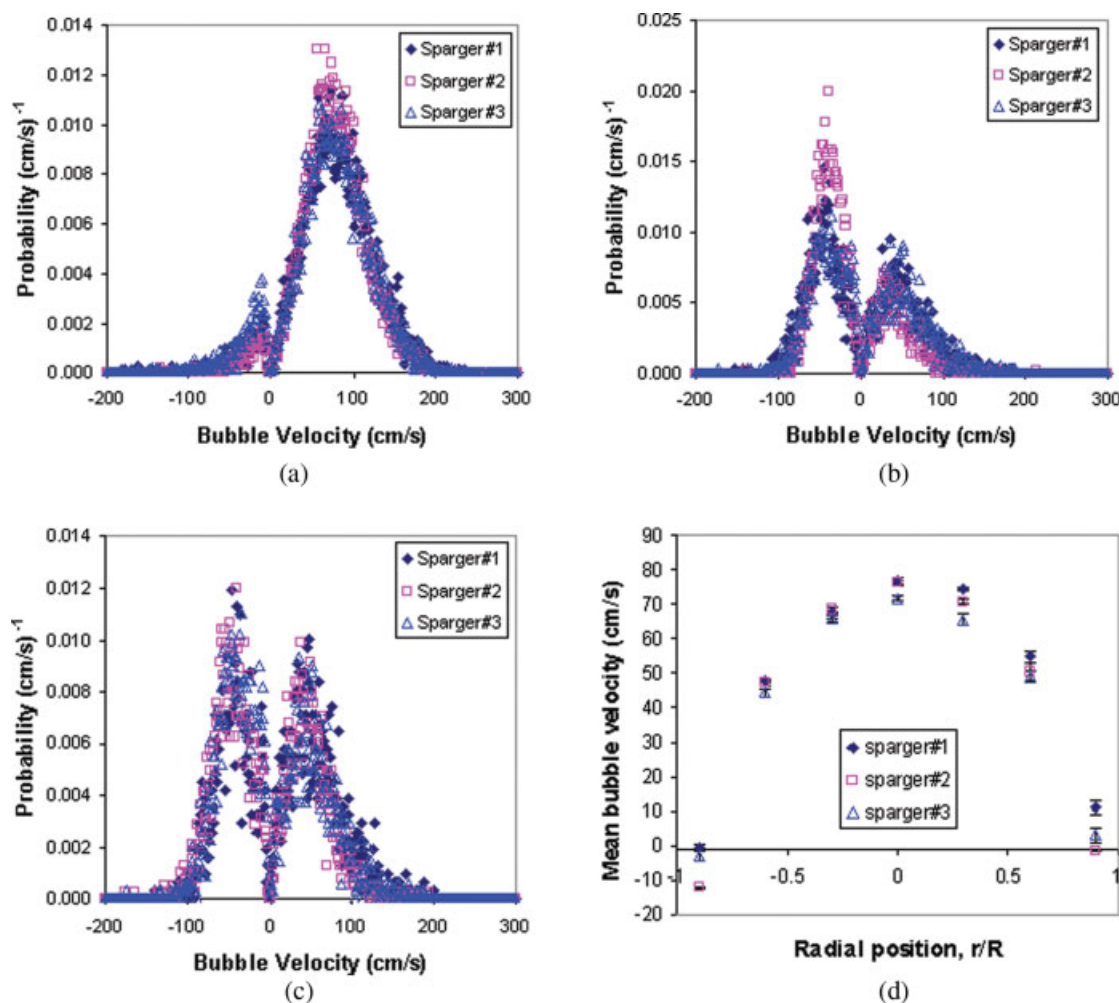 0.014
0.012
0.010
0.008
0.006
0.004
0.002
0.000
-200
-100
0
100
200
300
Probability (cm/s) -1
Bubble Velocity (cm/s)
Sparger#1
Sparger#2
Sparger#3
(a)
0.025
0.020
0.015
0.010
0.005
0.000
-200
-100
0
100
200
300
Probability (cm/s) -1
Bubble Velocity (cm/s)
Sparger#1
Sparger#2
Sparger#3
(b)
0.014
0.012
0.010
0.008
0.006
0.004
0.002
0.000
-200
-100
0
100
200
300
Probability (cm/s) -1
Bubble Velocity (cm/s)
Sparger#1
Sparger#2
Sparger#3
(c)
90
80
70
60
50
40
30
20
10
0
-10
-20
-1
-0.5
0
0.5
1
Mean bubble velocity (cm/s)
Radial position, r/R
sparger#1
sparger#2
sparger#3
(d)